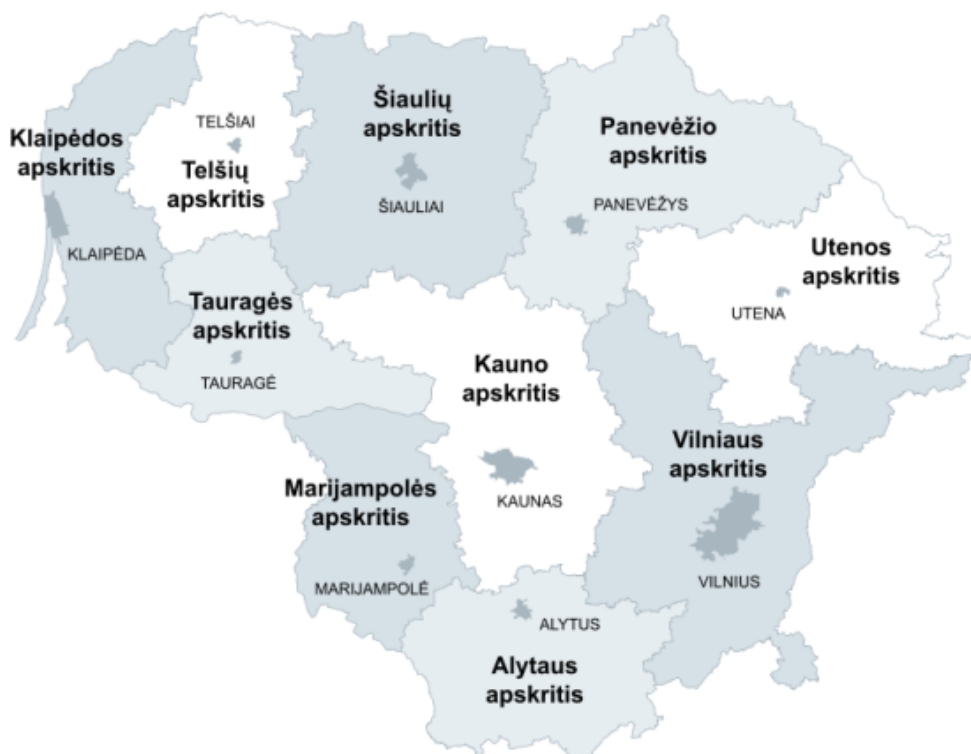 Klaipėdos
apskritis
KLAIPĖDA
TELŠIAI
Telšių
apskritis
Šiaulių
apskritis
ŠIAULIAI
Panevėžio
apskritis
PANEVĖŽYS
Utenos
apskritis
UTENA
Tauragės
apskritis
TAURAGĖ
Kauno
apskritis
KAUNAS
Vilniaus
apskritis
VILNIUS
Marijampolės
apskritis
MARIJAMPOLĖ
ALYTUS
Alytaus
apskritis